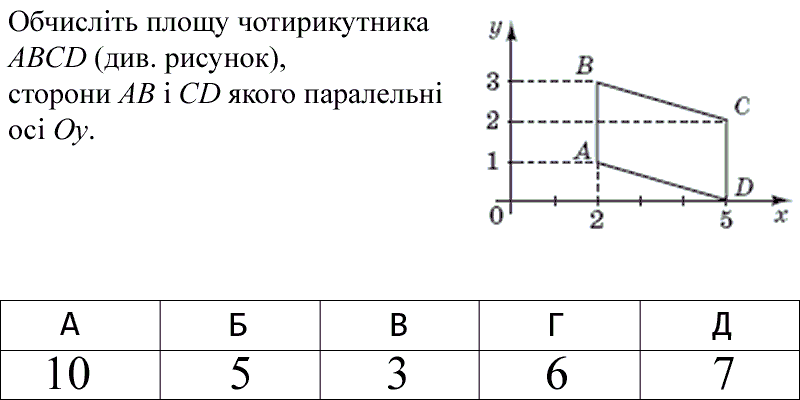 Обчисліть площу чотирикутника
ABCD (див. рисунок),
сторони AB і CD якого паралельні
осі Oy.
y
B
3
C
2
A
1
D
0
2
5
x
А Б В Г Д
10 5 3 6 7